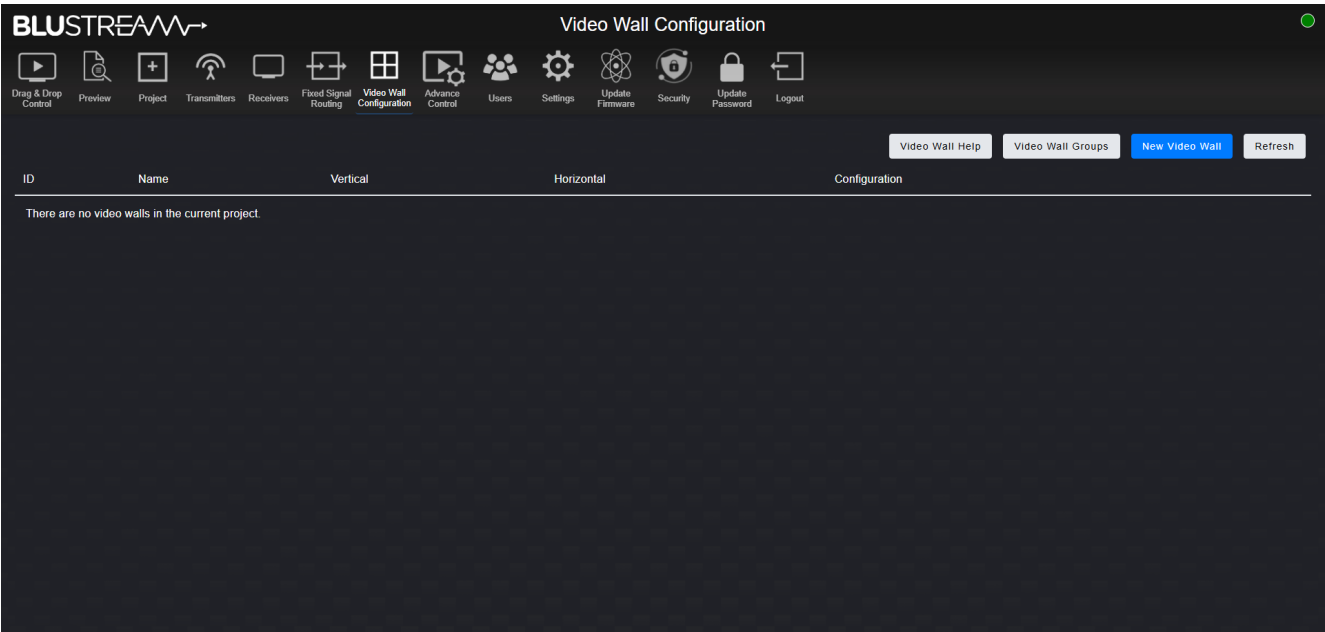 BLUSTREAM
Video Wall Configuration
Drag & Drop
Control
Preview
Project
Transmitters
Receivers
Fixed Signal
Routing
Video Wall
Configuration
Advance
Control
Users
Settings
Update
Firmware
Security
Update
Password
Logout
Video Wall Help
Video Wall Groups
New Video Wall
Refresh
ID Name Vertical Horizontal Configuration
There are no video walls in the current project.